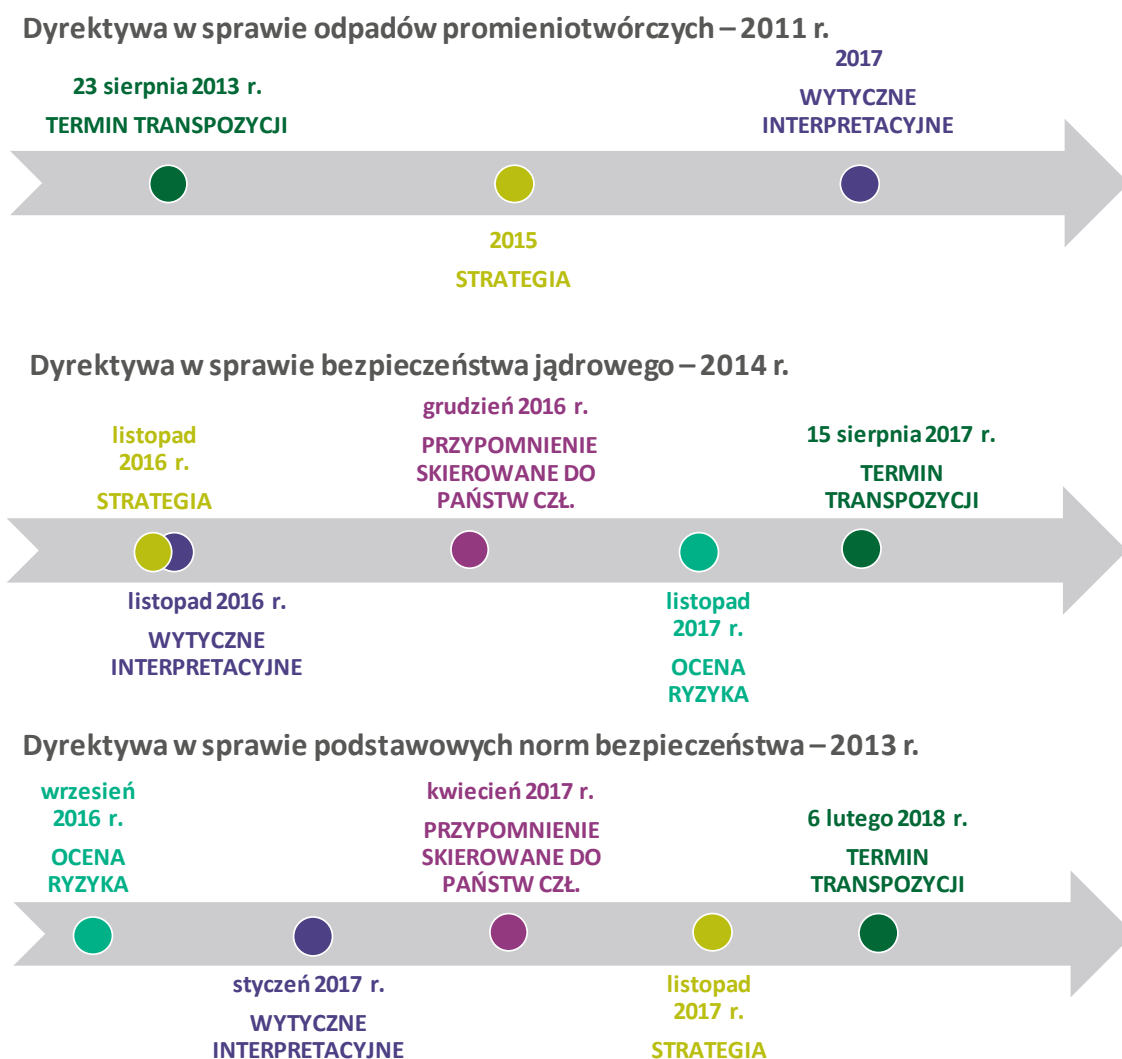 Dyrektywa w sprawie odpadów promieniotwórczych – 2011 r.
23 sierpnia 2013 r.
TERMIN TRANSPOZYCJI
2017
WYTYCZNE
INTERPRETACYJNE
2015
STRATEGIA
Dyrektywa w sprawie bezpieczeństwa jądrowego – 2014 r.
listopad
2016 r.
STRATEGIA
grudzień 2016 r.
PRZYPOMNIENIE
SKIEROWANE DO
PAŃSTW CZŁ.
15 sierpnia 2017 r.
TERMIN
TRANSPOZYCJI
listopad 2016 r.
WYTYCZNE
INTERPRETACYJNE
listopad
2017 r.
OCENA
RYZYKA
Dyrektywa w sprawie podstawowych norm bezpieczeństwa – 2013 r.
wrzesień
2016 r.
OCENA
RYZYKA
kwiecień 2017 r.
PRZYPOMNIENIE
SKIEROWANE DO
PAŃSTW CZŁ.
6 lutego 2018 r.
TERMIN
TRANSPOZYCJI
styczeń 2017 r.
WYTYCZNE
INTERPRETACYJNE
listopad
2017 r.
STRATEGIA